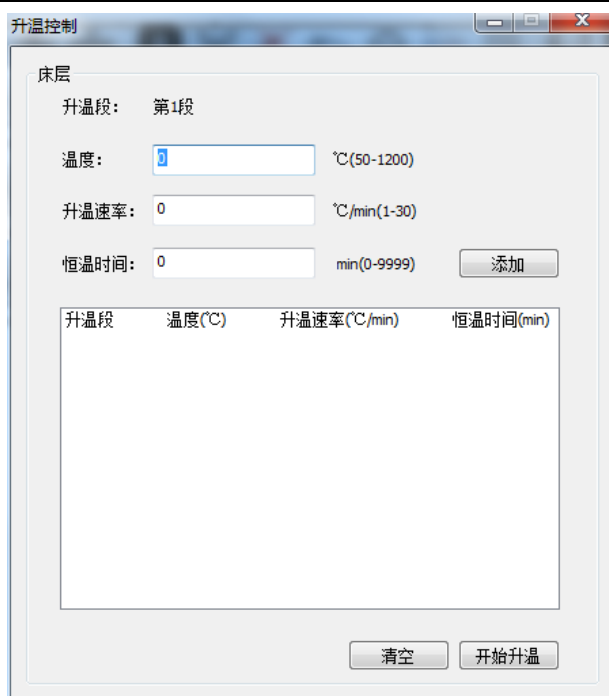 升温控制
床层
升温段： 第1段
温度： 0 ℃(50-1200)
升温速率： 0 ℃/min(1-30)
恒温时间： 0 min(0-9999) 添加
升温段 温度(℃) 升温速率(℃/min) 恒温时间(min)
清空 开始升温